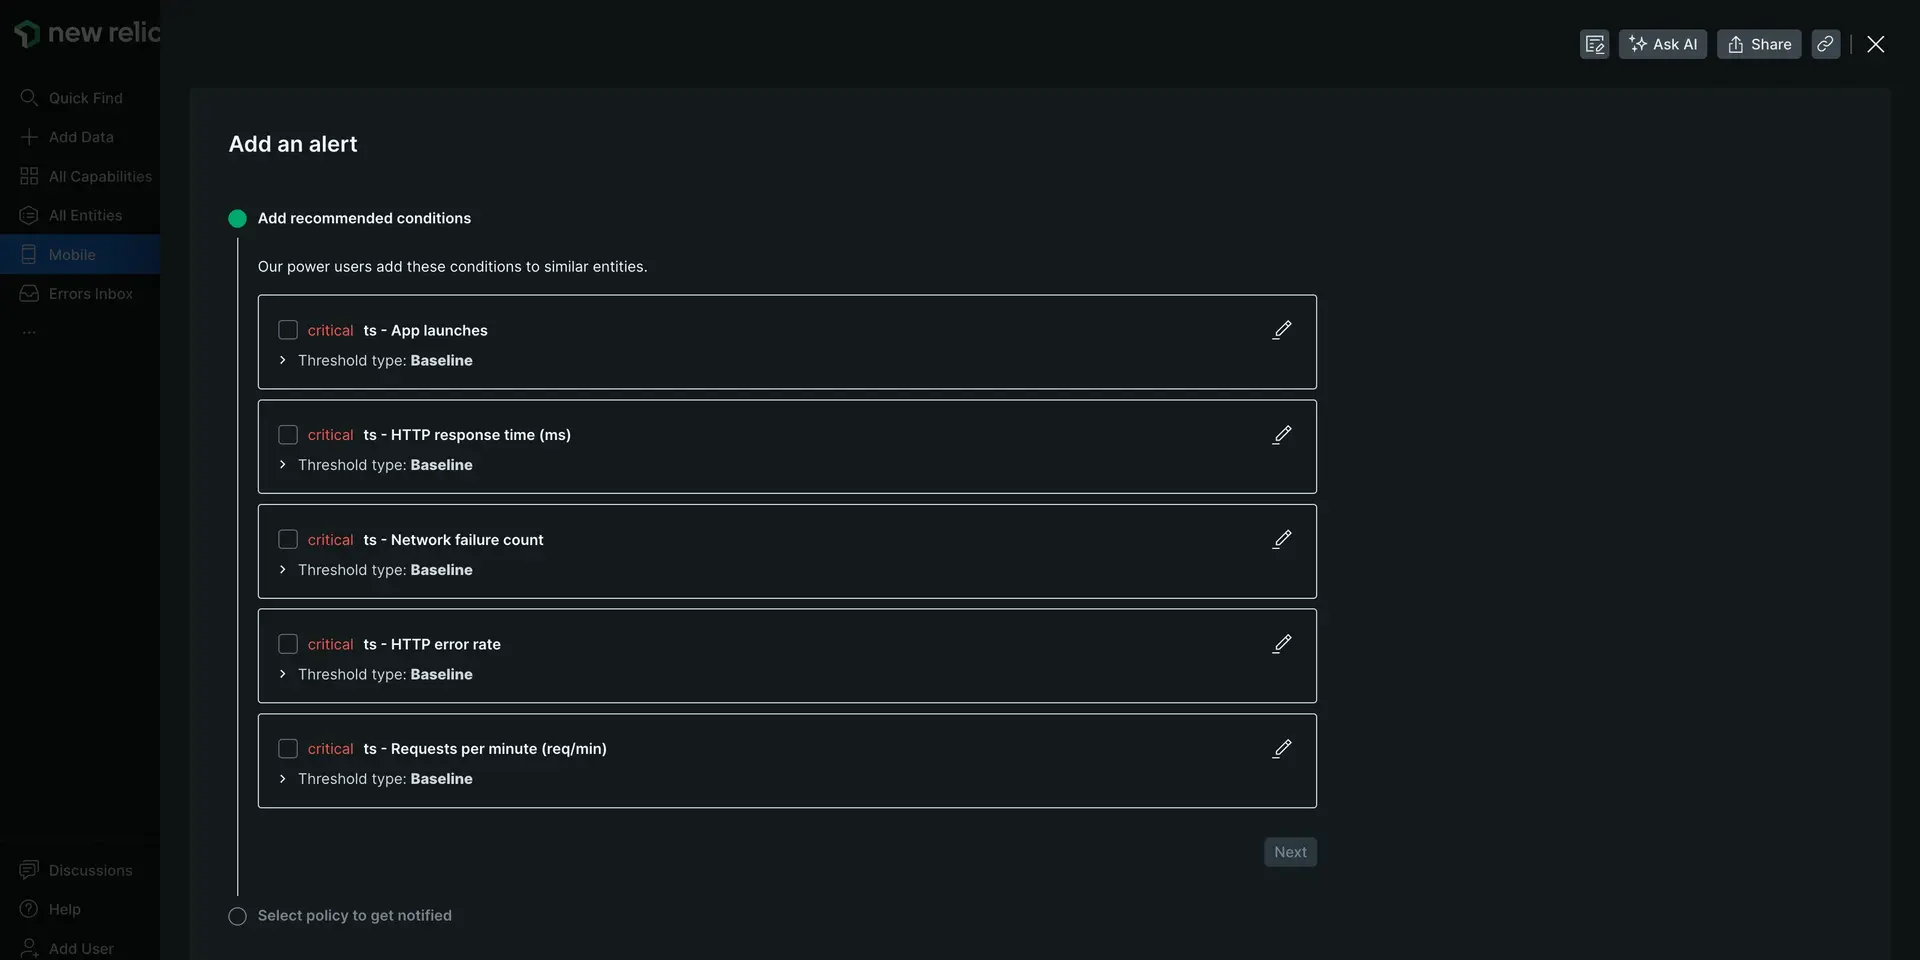 new relic
Quick Find
Add Data
All Capabilities
All Entities
Mobile
Errors Inbox
...
Discussions
Help
Add User
Ask AI
Share
Add an alert
Add recommended conditions
Our power users add these conditions to similar entities.
critical ts - App launches
Threshold type: Baseline
critical ts - HTTP response time (ms)
Threshold type: Baseline
critical ts - Network failure count
Threshold type: Baseline
critical ts - HTTP error rate
Threshold type: Baseline
critical ts - Requests per minute (req/min)
Threshold type: Baseline
Next
Select policy to get notified